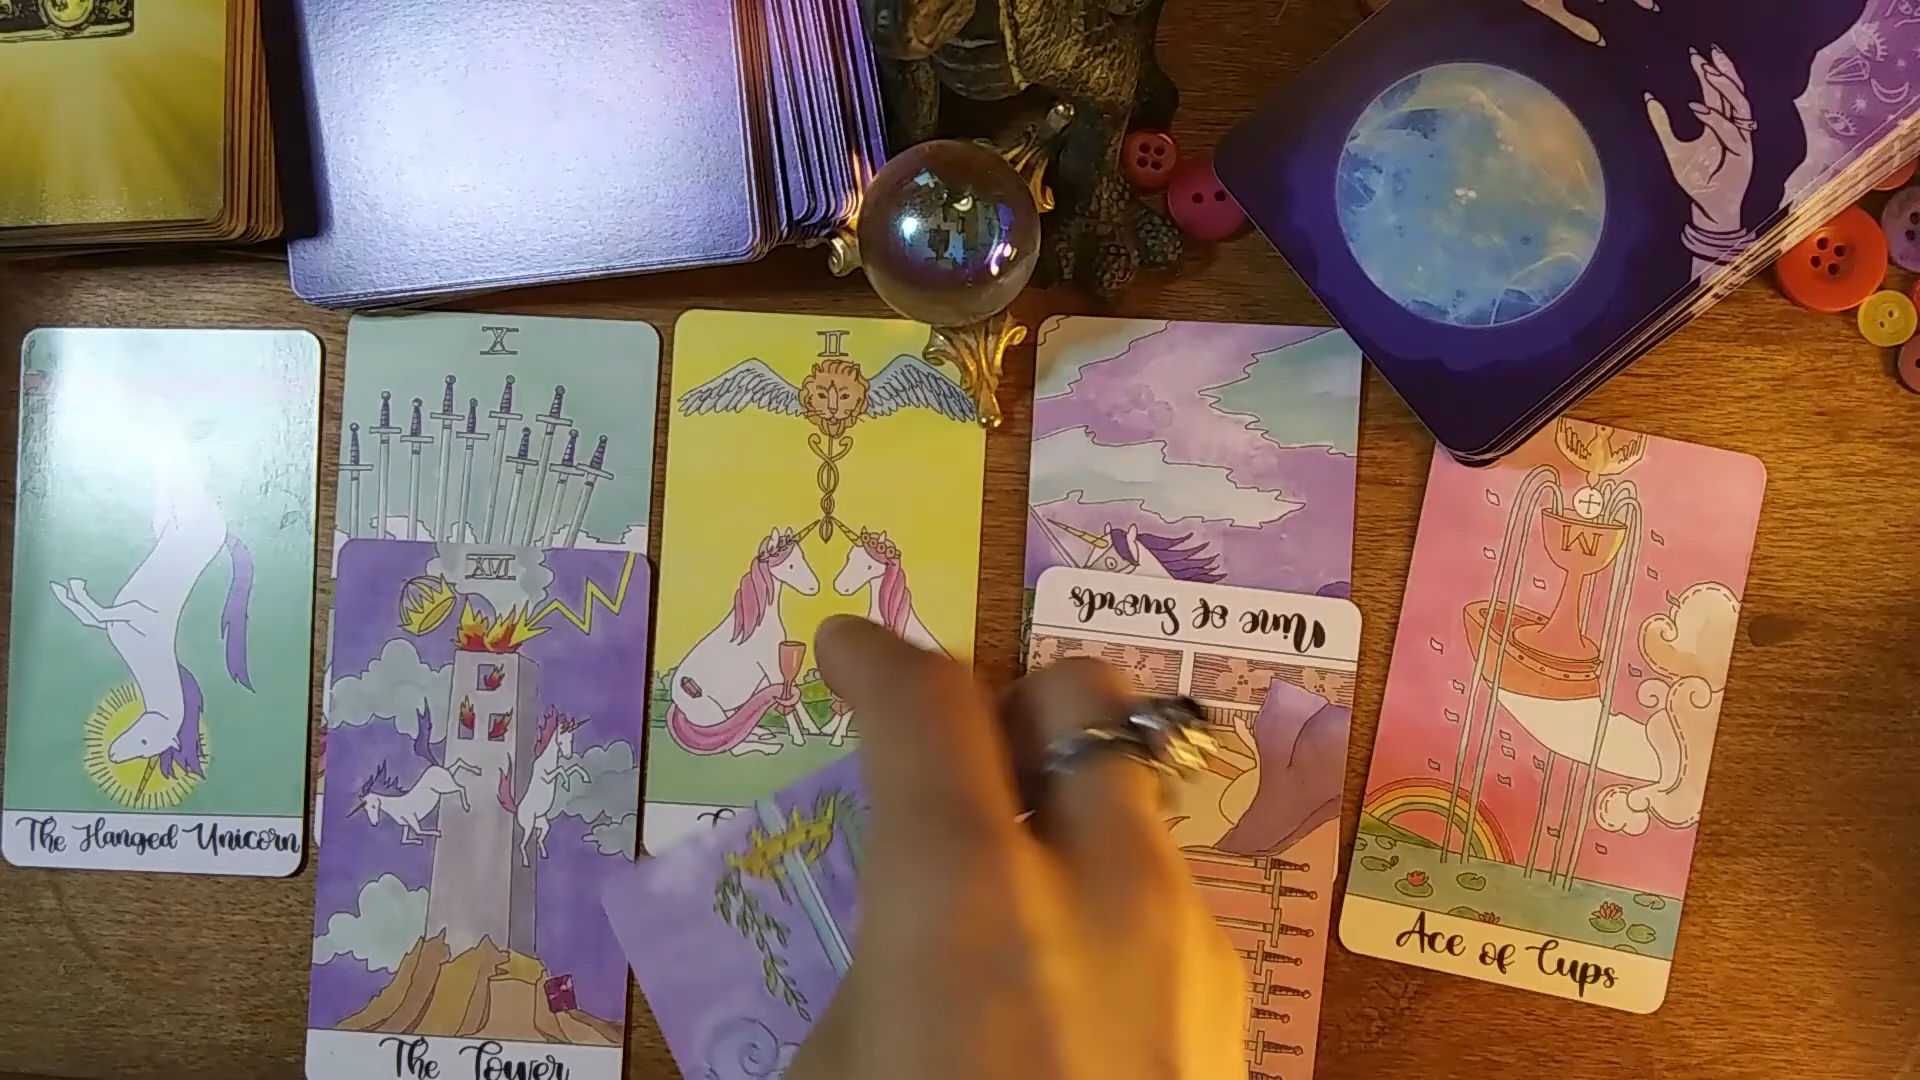 X
II
XVI
Nine of Swords
The Hanged Unicorn
Ace of Cups
The Tower